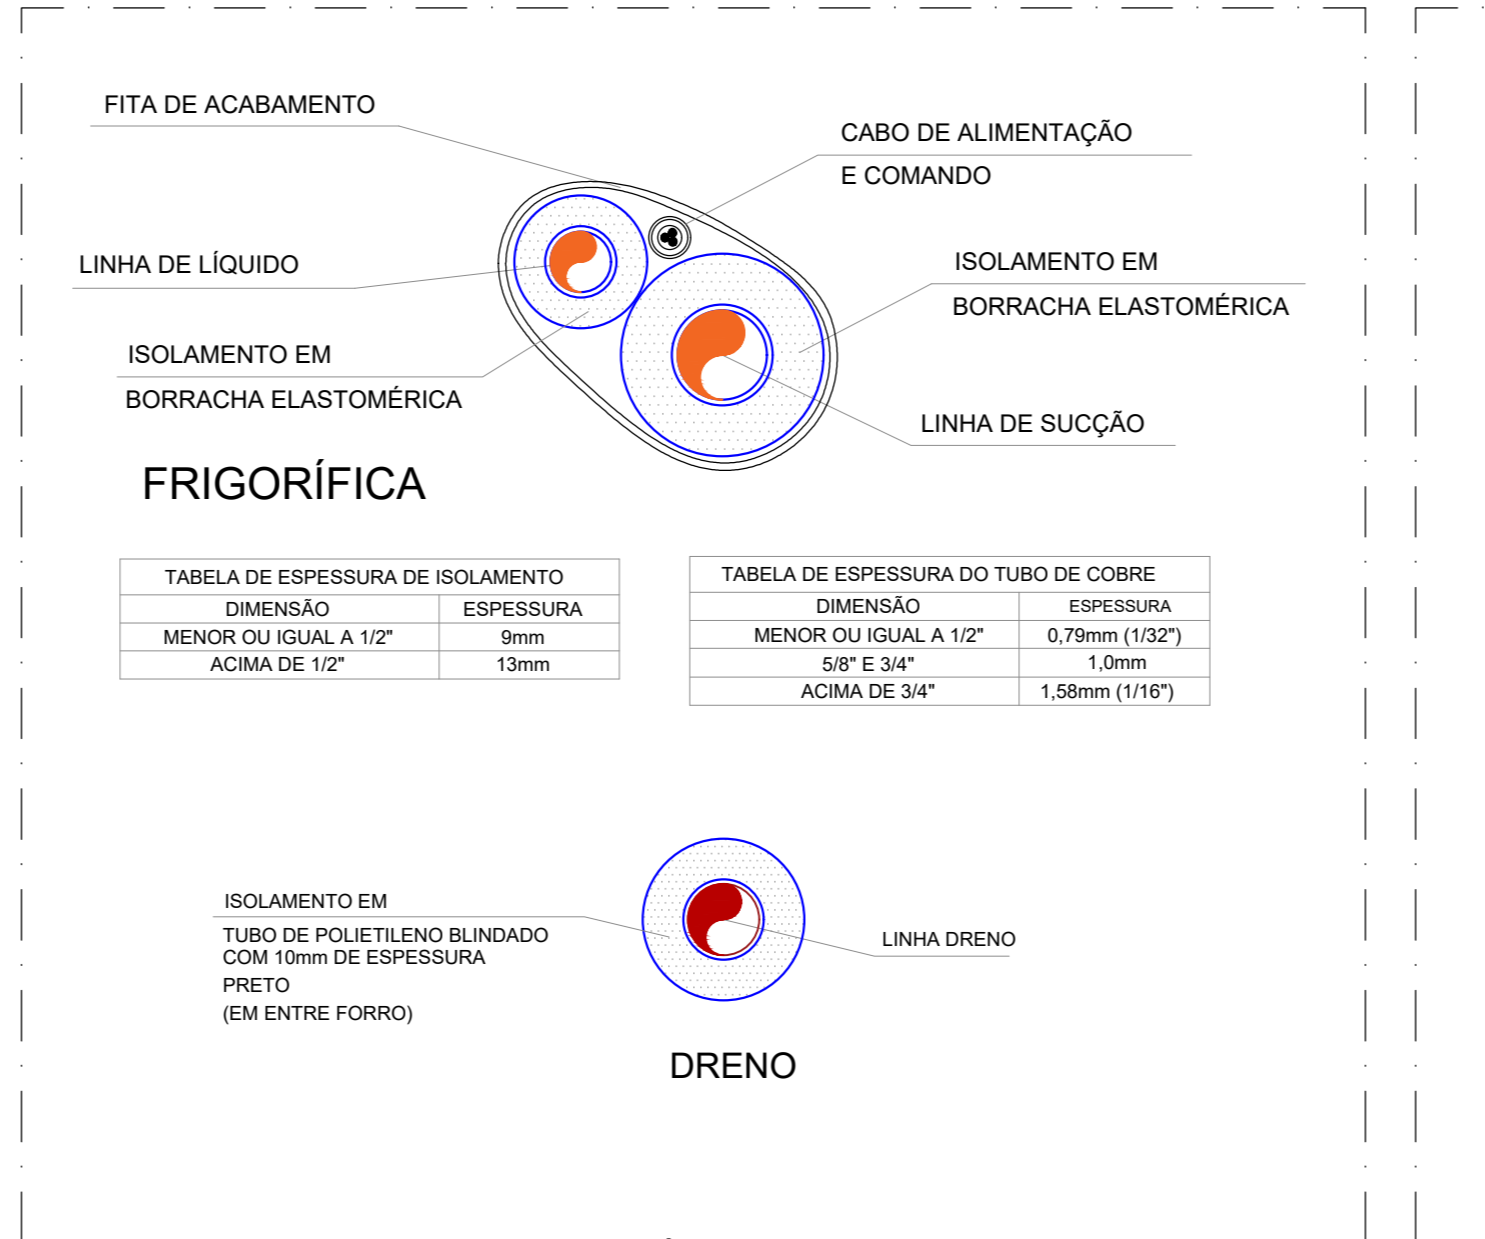 FITA DE ACABAMENTO
CABO DE ALIMENTAÇÃO
E COMANDO
LINHA DE LÍQUIDO
ISOLAMENTO EM
BORRACHA ELASTOMÉRICA
ISOLAMENTO EM
BORRACHA ELASTOMÉRICA
LINHA DE SUCÇÃO
FRIGORÍFICA
TABELA DE ESPESSURA DE ISOLAMENTO
DIMENSÃO ESPESSURA
MENOR OU IGUAL A 1/2" 9mm
ACIMA DE 1/2" 13mm
TABELA DE ESPESSURA DO TUBO DE COBRE
DIMENSÃO ESPESSURA
MENOR OU IGUAL A 1/2" 0,79mm (1/32")
5/8" E 3/4" 1,0mm
ACIMA DE 3/4" 1,58mm (1/16")
ISOLAMENTO EM
TUBO DE POLIETILENO BLINDADO
COM 10mm DE ESPESSURA
PRETO
(EM ENTRE FORRO)
LINHA DRENO
DRENO